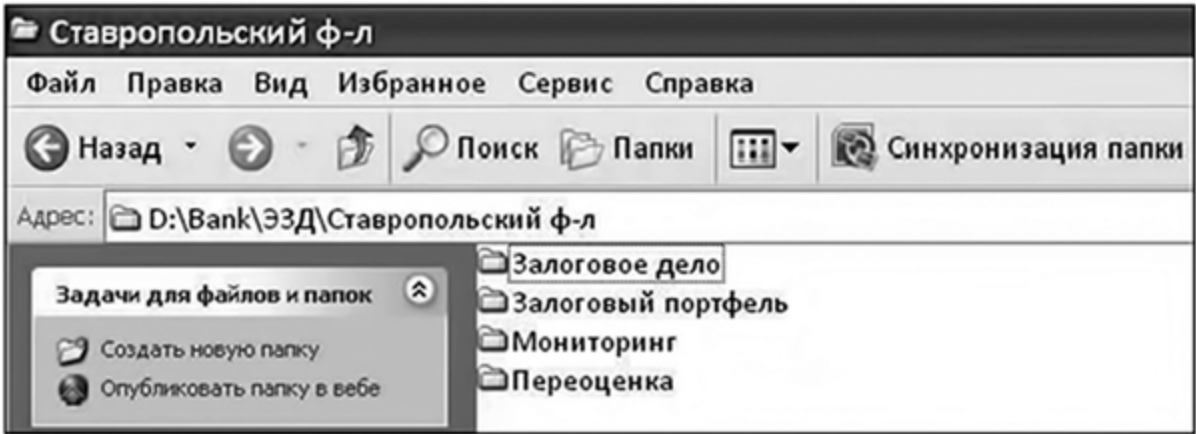 Ставропольский ф-л
Файл Правка Вид Избранное Сервис Справка
Назад Поиск Папки Синхронизация папки
Адрес: D:\Bank\ЭЗД\Ставропольский ф-л
Задачи для файлов и папок
Создать новую папку
Опубликовать папку в вебе
Залоговое дело
Залоговый портфель
Мониторинг
Переоценка